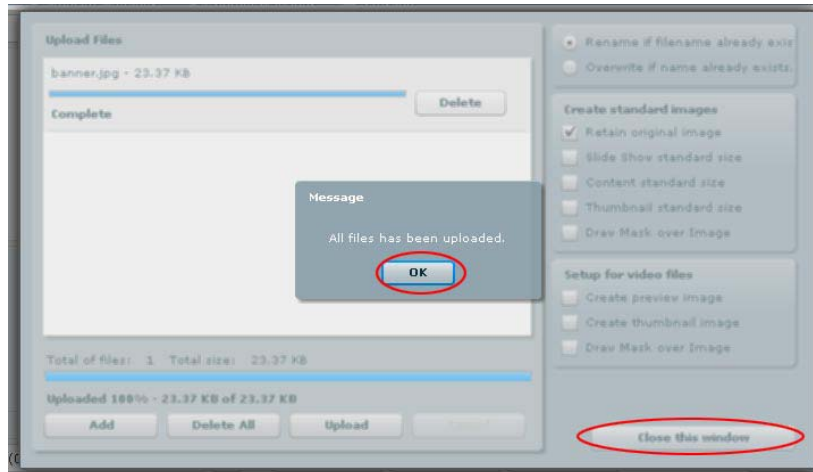 Upload Files
banner.jpg - 23.37 KB
Delete
Complete
Message
All files has been uploaded.
OK
Total of files: 1 Total size: 23.37 KB
Uploaded 100% - 23.37 KB of 23.37 KB
Add
Delete All
Upload
Rename if filename already exis
Overwrite if name already exists.
Create standard images
Retain original image
Slide Show standard size
Content standard size
Thumbnail standard size
Draw Mask over Image
Setup for video files
Create preview image
Create thumbnail image
Draw Mask over Image
Close this window